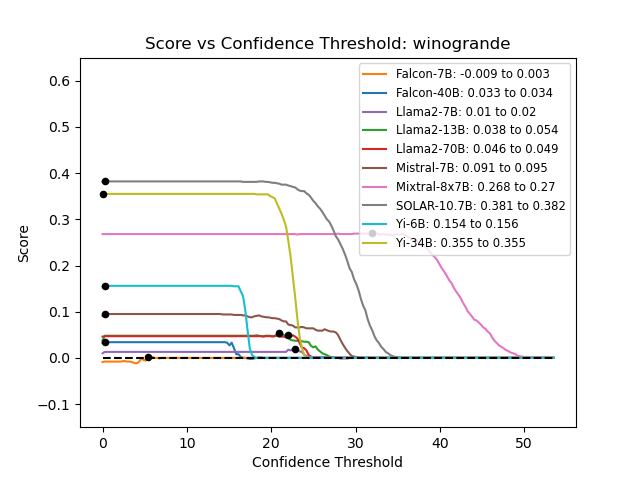 Score vs Confidence Threshold: winogrande
Falcon-7B: -0.009 to 0.003
Falcon-40B: 0.033 to 0.034
Llama2-7B: 0.01 to 0.02
Llama2-13B: 0.038 to 0.054
Llama2-70B: 0.046 to 0.049
Mistral-7B: 0.091 to 0.095
Mixtral-8x7B: 0.268 to 0.27
SOLAR-10.7B: 0.381 to 0.382
Yi-6B: 0.154 to 0.156
Yi-34B: 0.355 to 0.355
Score
0.6
0.5
0.4
0.3
0.2
0.1
0.0
−0.1
0 10 20 30 40 50
Confidence Threshold